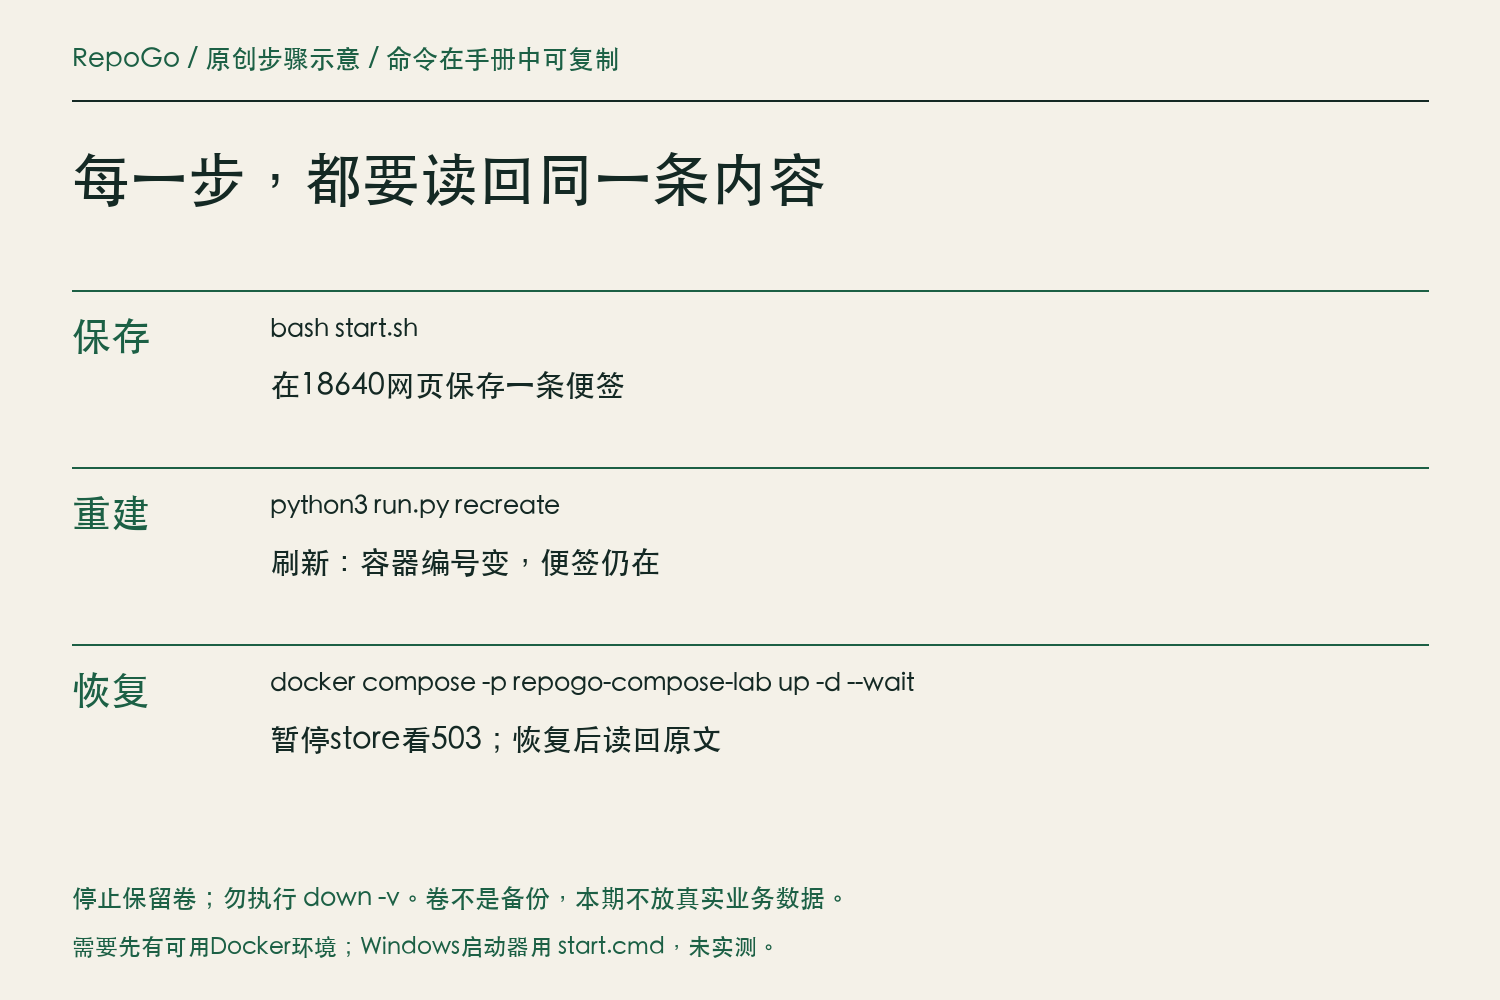 RepoGo / 原创步骤示意 / 命令在手册中可复制
每一步，都要读回同一条内容
保存
bash start.sh
在18640网页保存一条便签
重建
python3 run.py recreate
刷新：容器编号变，便签仍在
恢复
docker compose -p repogo-compose-lab up -d --wait
暂停store看503；恢复后读回原文
停止保留卷；勿执行 down -v。卷不是备份，本期不放真实业务数据。
需要先有可用Docker环境；Windows启动器用 start.cmd，未实测。